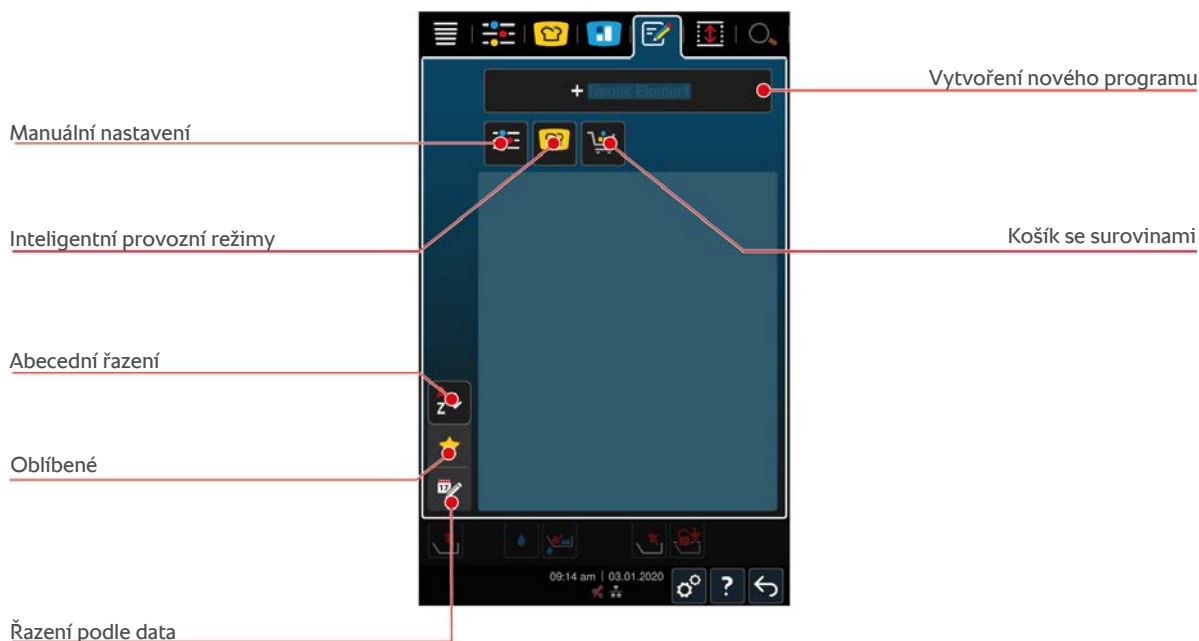 Vytvoření nového programu
+ Neues Element
Manuální nastavení
Inteligentní provozní režimy
Košík se surovinami
Abecední řazení
Z
Oblíbené
17
09:14 am | 03.01.2020
?
Řazení podle data